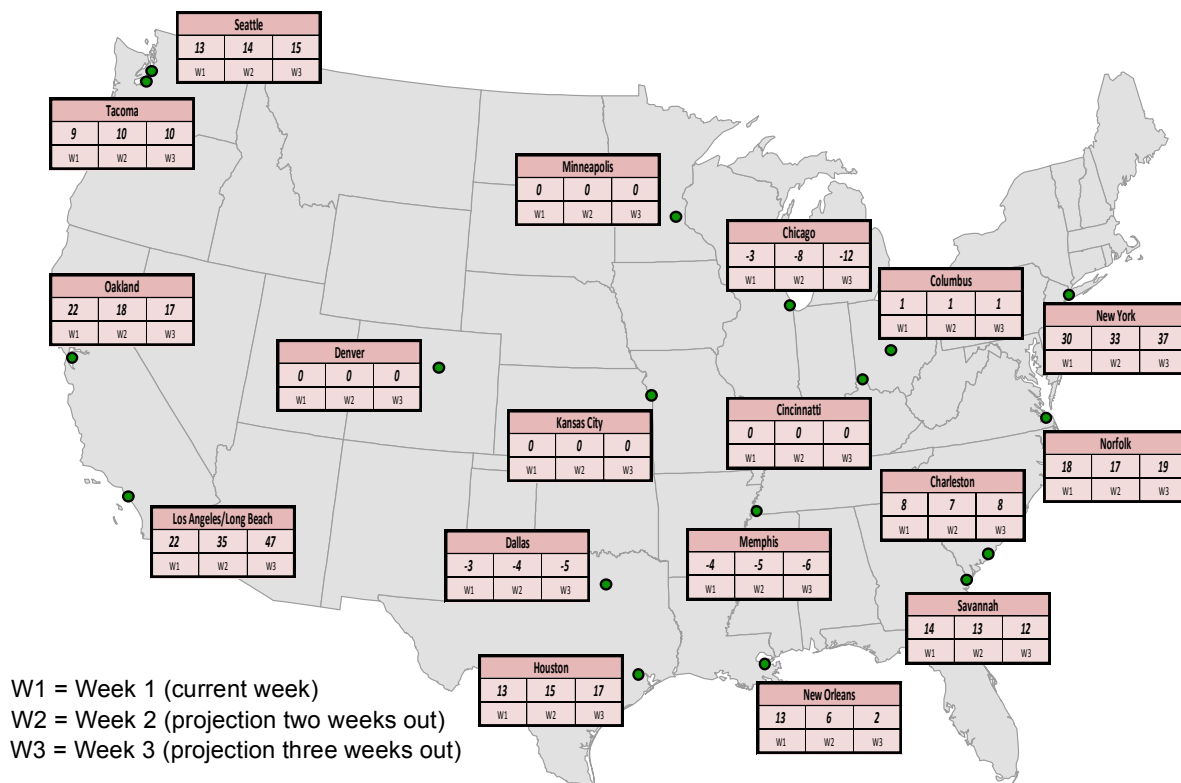 Seattle
13 14 15
W1 W2 W3
Tacoma
9 10 10
W1 W2 W3
Minneapolis
0 0 0
W1 W2 W3
Chicago
-3 -8 -12
W1 W2 W3
Oakland
22 18 17
W1 W2 W3
Columbus
1 1 1
W1 W2 W3
New York
30 33 37
W1 W2 W3
Denver
0 0 0
W1 W2 W3
Kansas City
0 0 0
W1 W2 W3
Cincinnatti
0 0 0
W1 W2 W3
Norfolk
18 17 19
W1 W2 W3
Charleston
8 7 8
W1 W2 W3
Los Angeles/Long Beach
22 35 47
W1 W2 W3
Dallas
-3 -4 -5
W1 W2 W3
Memphis
-4 -5 -6
W1 W2 W3
Savannah
14 13 12
W1 W2 W3
Houston
13 15 17
W1 W2 W3
New Orleans
13 6 2
W1 W2 W3
W1 = Week 1 (current week)
W2 = Week 2 (projection two weeks out)
W3 = Week 3 (projection three weeks out)